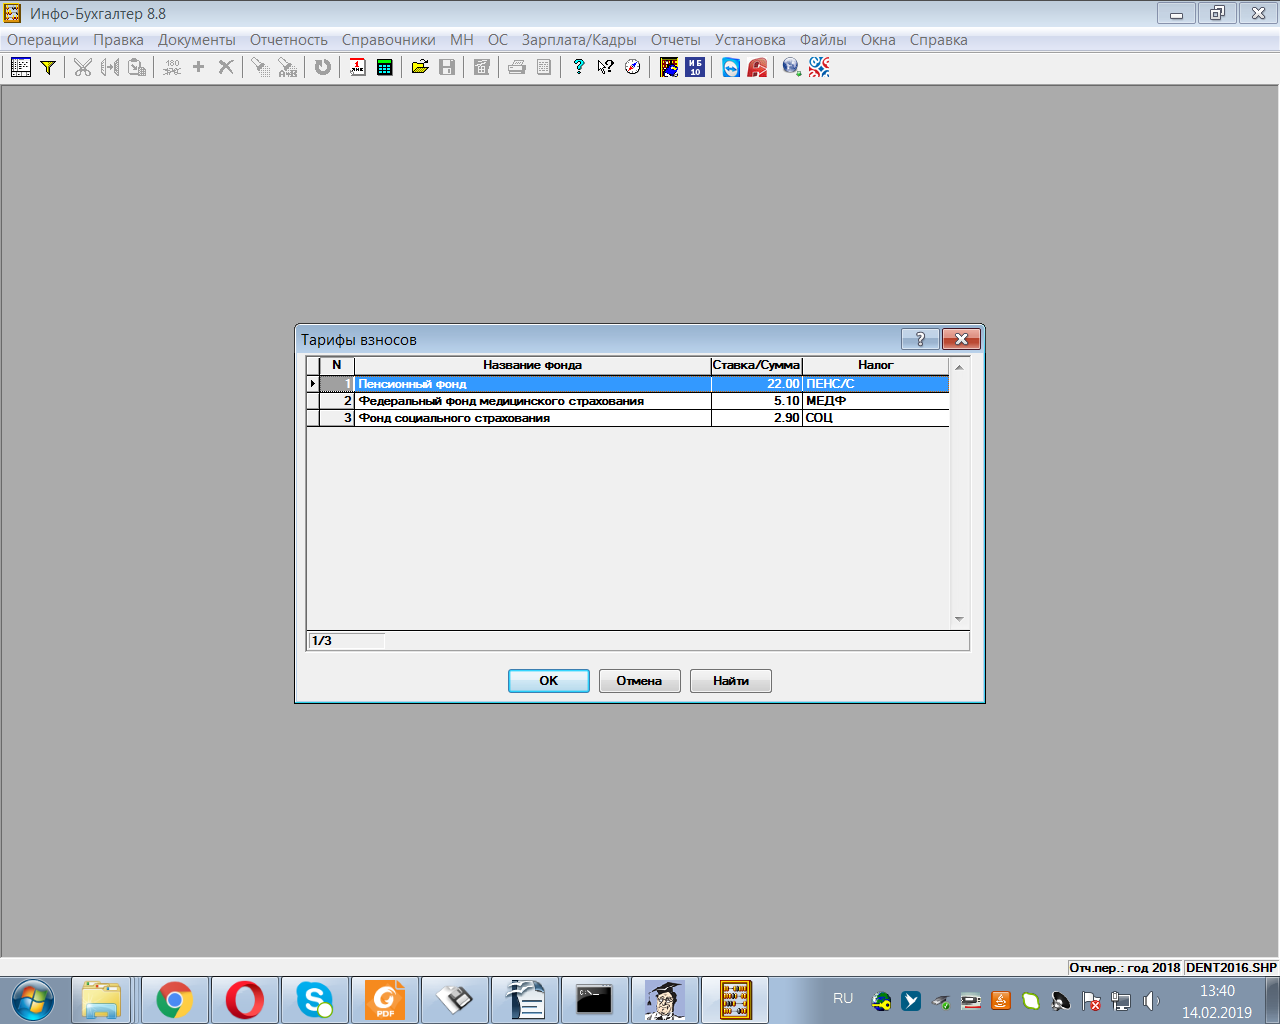 Инфо-Бухгалтер 8.8
Операции Правка Документы Отчетность Справочники МН ОС Зарплата/Кадры Отчеты Установка Файлы Окна Справка
И Б
10
Тарифы взносов
N Название фонда Ставка/Сумма Налог
1 Пенсионный фонд 22.00 ПЕНС/С
2 Федеральный фонд медицинского страхования 5.10 МЕДФ
3 Фонд социального страхования 2.90 СОЦ
1/3
ОК Отмена Найти
Отч.пер.: год 2018 DENT2016.SHP
PDF
RU
13:40
14.02.2019